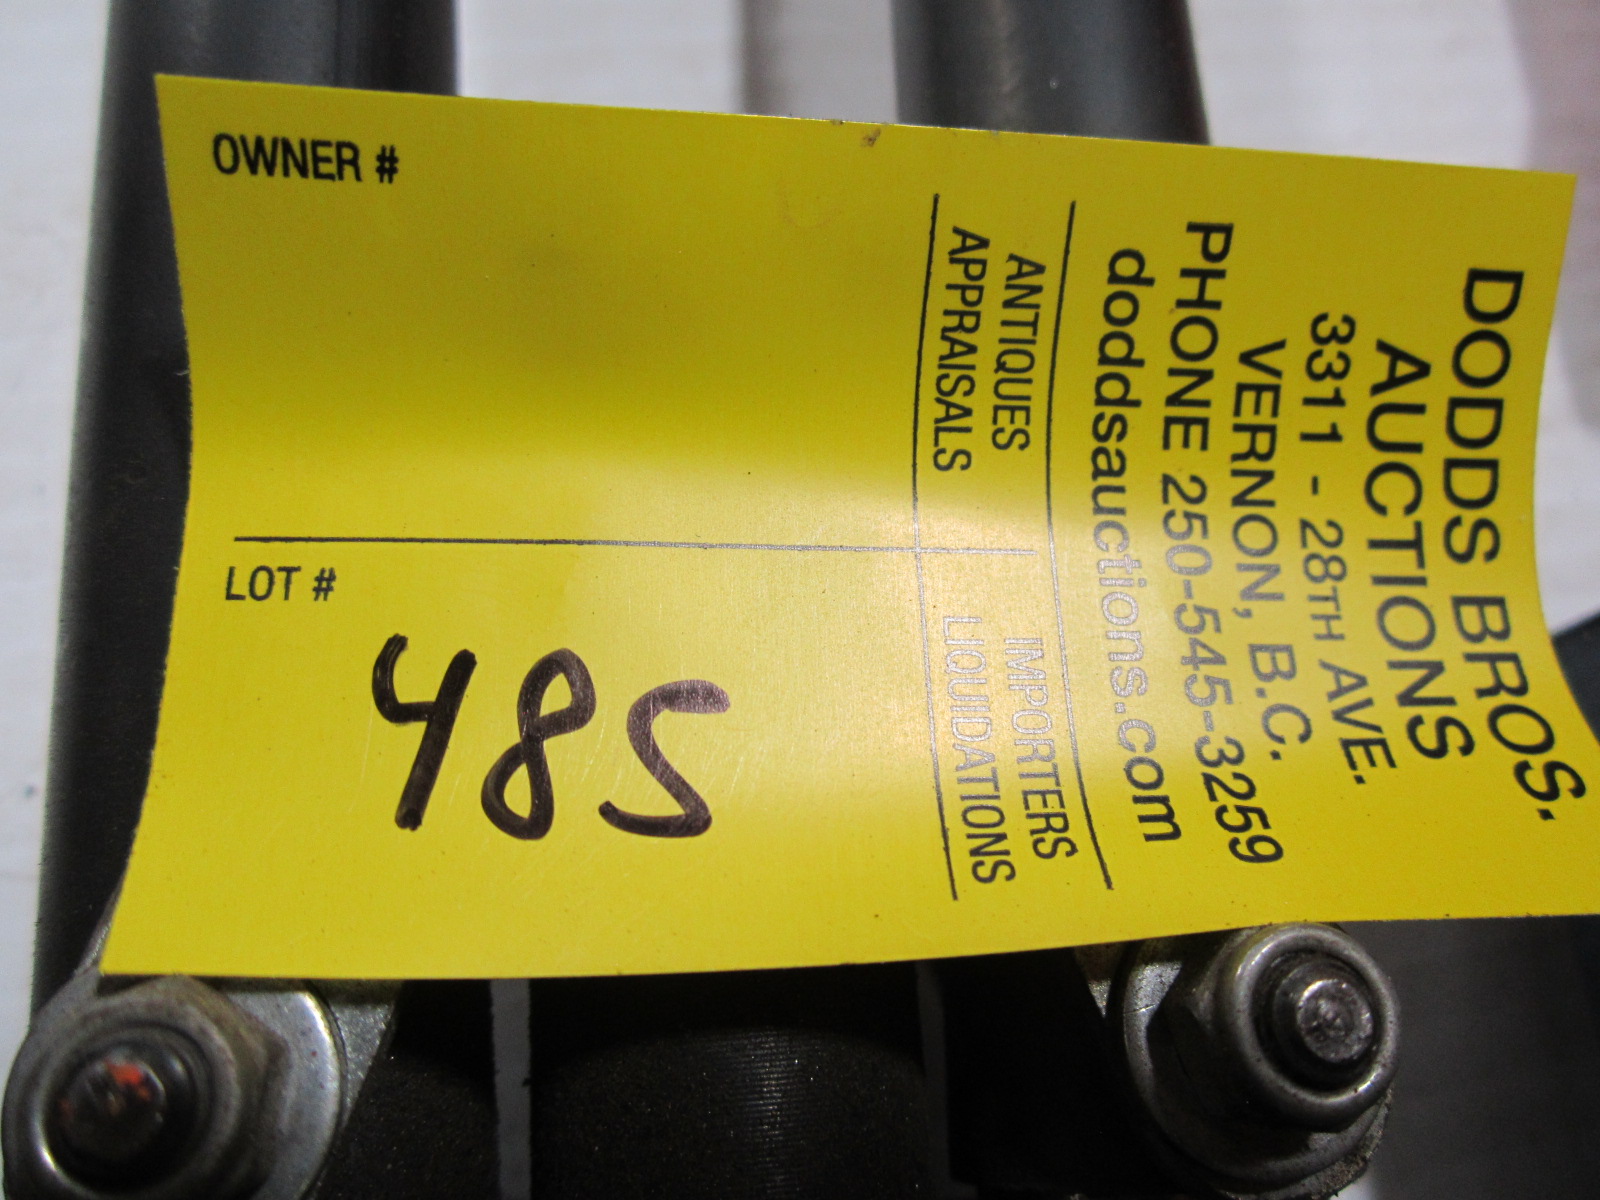 DODDS BROS.
AUCTIONS
3311 - 28TH AVE.
VERNON, B.C.
PHONE 250-545-3259
doddsauctions.com
ANTIQUES IMPORTERS
APPRAISALS LIQUIDATIONS
OWNER #
LOT #
485